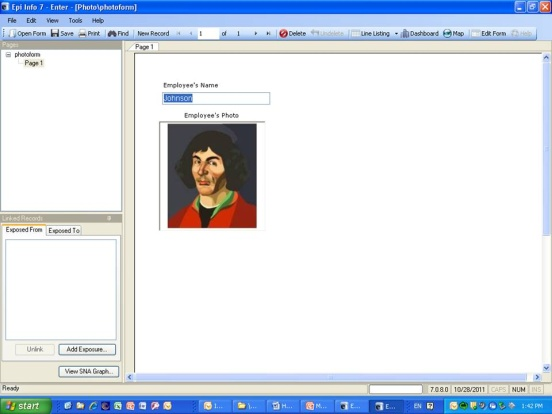 Epi Info 7 - Enter - [Photo\photoform]
File Edit View Tools Help
Open Form Save Print Find New Record 1 of 1 Delete Undelete Line Listing Dashboard Map Edit Form Help
Pages
photoform
Page 1
Page 1
Employee's Name
Johnson
Employee's Photo
Linked Records
Exposed From Exposed To
Unlink Add Exposure...
View SNA Graph...
Ready 7.0.8.0 10/28/2011 CAPS NUM INS
start 1... \... H... M... E... E... EN 1:42 PM